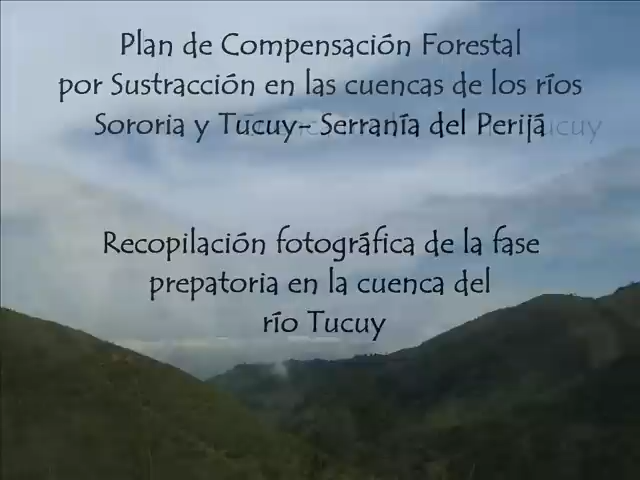 Plan de Compensación Forestal
por Sustracción en las cuencas de los ríos
Sororia y Tucuy- Serranía del Perijá
Recopilación fotográfica de la fase
prepatoria en la cuenca del
río Tucuy